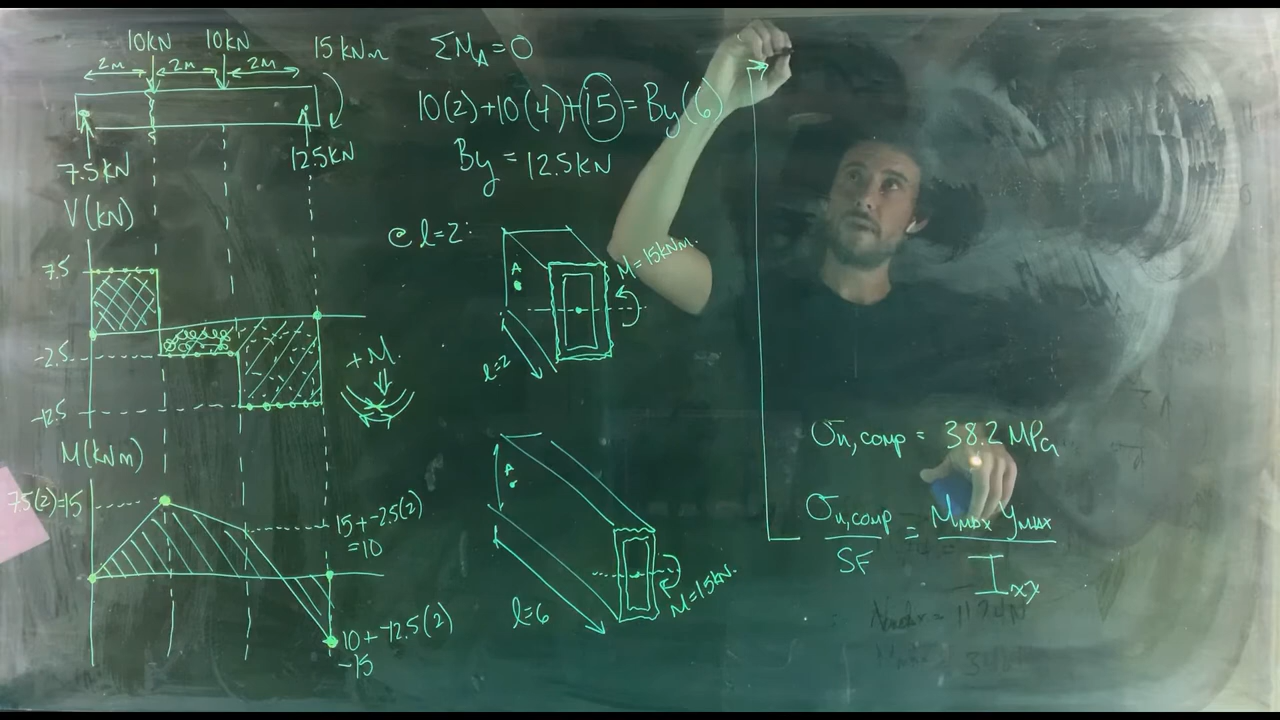 10kN 10kN 15 kNm
2m 2m 2m
7.5kN 12.5kN
V(kN)
7.5
-2.5
-12.5
+M
M(kNm)
7.5(2)=15
15+-2.5(2)
=10
10+-12.5(2)
-15
ΣM_A=0
10(2)+10(4)+15=By(6)
By = 12.5kN
@ l=2:
A
M=15kNm.
l=2
A
M=15kN.
l=6
σu,comp = 38.2 MPa
σu,comp / SF = Mmax ymax / Ixx